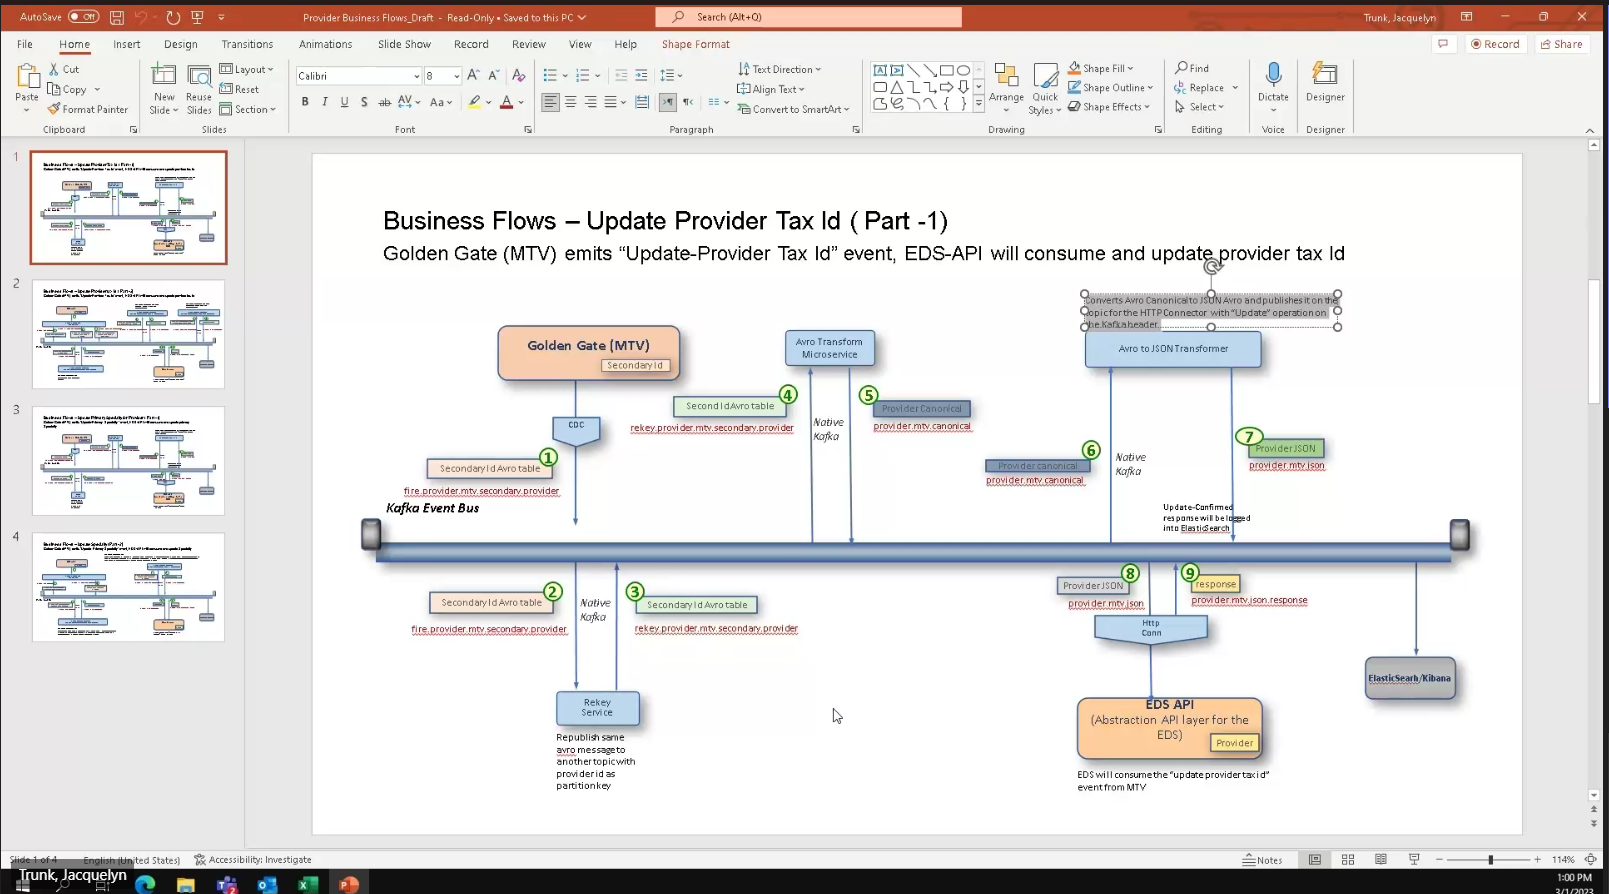 AutoSave Off
Provider Business Flows_Draft - Read-Only • Saved to this PC
Search (Alt+Q)
Trunk, Jacquelyn
File Home Insert Design Transitions Animations Slide Show Record Review View Help Shape Format
Record Share
Paste
Cut
Copy
Format Painter
Clipboard
New Slide
Reuse Slides
Layout
Reset
Section
Slides
Calibri 8
Font
Text Direction
Align Text
Convert to SmartArt
Paragraph
Arrange
Quick Styles
Shape Fill
Shape Outline
Shape Effects
Drawing
Find
Replace
Select
Editing
Dictate
Voice
Designer
Designer
1
2
3
4
Business Flows – Update Provider Tax Id ( Part -1)
Golden Gate (MTV) emits “Update-Provider Tax Id” event, EDS-API will consume and update provider tax Id
Converts Avro Canonical to JSON Avro and publishes it on the
topic for the HTTP Connector with “Update” operation on
the Kafka header.
Golden Gate (MTV)
Secondary Id
Avro Transform
Microservice
Avro to JSON Transformer
CDC
4
Second Id Avro table
rekey.provider.mtv.secondary.provider
Native
Kafka
5
Provider Canonical
provider.mtv.canonical
1
Secondary Id Avro table
fire.provider.mtv.secondary.provider
6
Provider canonical
provider.mtv.canonical
Native
Kafka
7
Provider JSON
provider.mtv.json
Kafka Event Bus
Update-Confirmed
response will be logged
into ElasticSearch
2
Secondary Id Avro table
fire.provider.mtv.secondary.provider
Native
Kafka
3
Secondary Id Avro table
rekey.provider.mtv.secondary.provider
8
Provider JSON
provider.mtv.json
9
response
provider.mtv.json.response
Http
Conn
ElasticSearh/Kibana
Rekey
Service
Republish same
avro message to
another topic with
provider id as
partition key
EDS API
(Abstraction API layer for the
EDS)
Provider
EDS will consume the “update provider tax id”
event from MTV
Slide 1 of 4 English (United States) Accessibility: Investigate
Notes
114%
Trunk, Jacquelyn
1:00 PM
3/1/2023